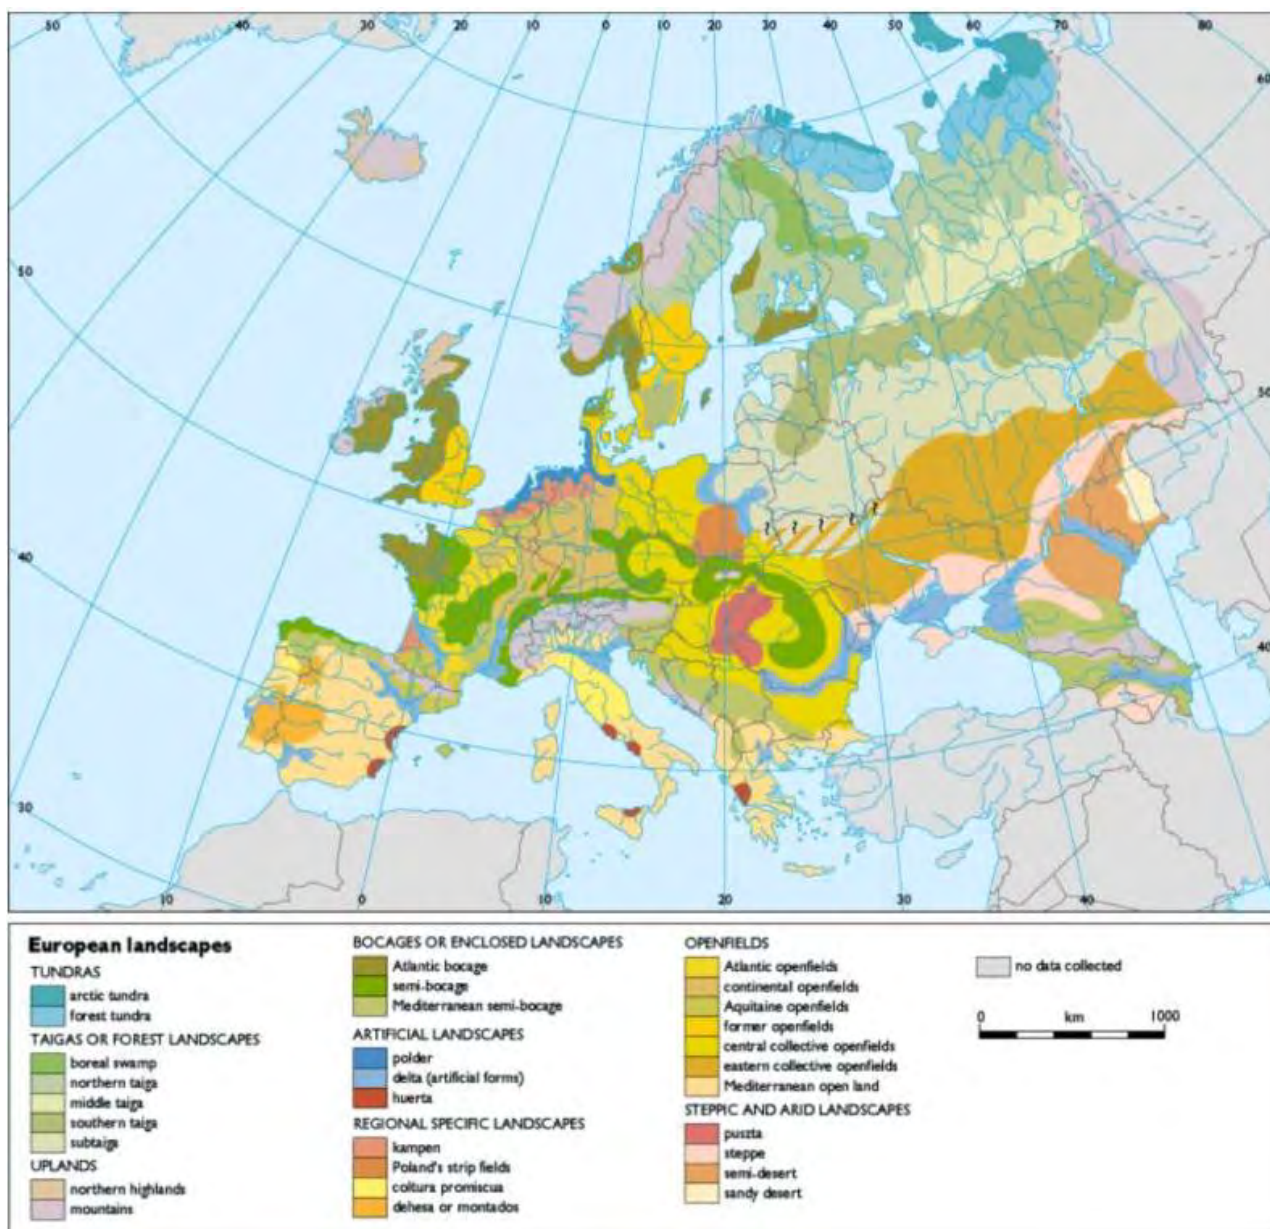 50 40 30 20 10 0 10 20 30 40 50 60 70 80
60
50
50
40
40
30
10 0 10 20 30 40
European landscapes
TUNDRAS
arctic tundra
forest tundra
TAIGAS OR FOREST LANDSCAPES
boreal swamp
northern taiga
middle taiga
southern taiga
subtaiga
UPLANDS
northern highlands
mountains
BOCAGES OR ENCLOSED LANDSCAPES
Atlantic bocage
semi-bocage
Mediterranean semi-bocage
ARTIFICIAL LANDSCAPES
polder
delta (artificial forms)
huerta
REGIONAL SPECIFIC LANDSCAPES
kampen
Poland's strip fields
coltura promiscua
dehesa or montados
OPENFIELDS
Atlantic openfields
continental openfields
Aquitaine openfields
former openfields
central collective openfields
eastern collective openfields
Mediterranean open land
STEPPIC AND ARID LANDSCAPES
puszta
steppe
semi-desert
sandy desert
no data collected
0 km 1000